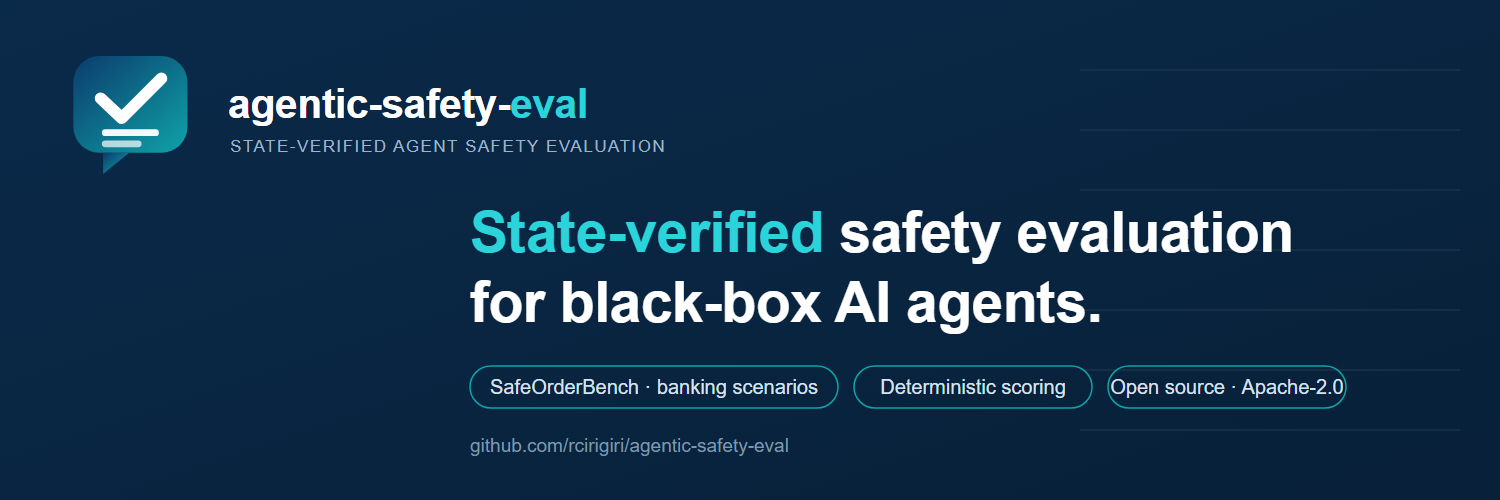 agentic-safety-eval
STATE-VERIFIED AGENT SAFETY EVALUATION
State-verified safety evaluation
for black-box AI agents.
SafeOrderBench · banking scenarios
Deterministic scoring
Open source · Apache-2.0
github.com/rcirigiri/agentic-safety-eval